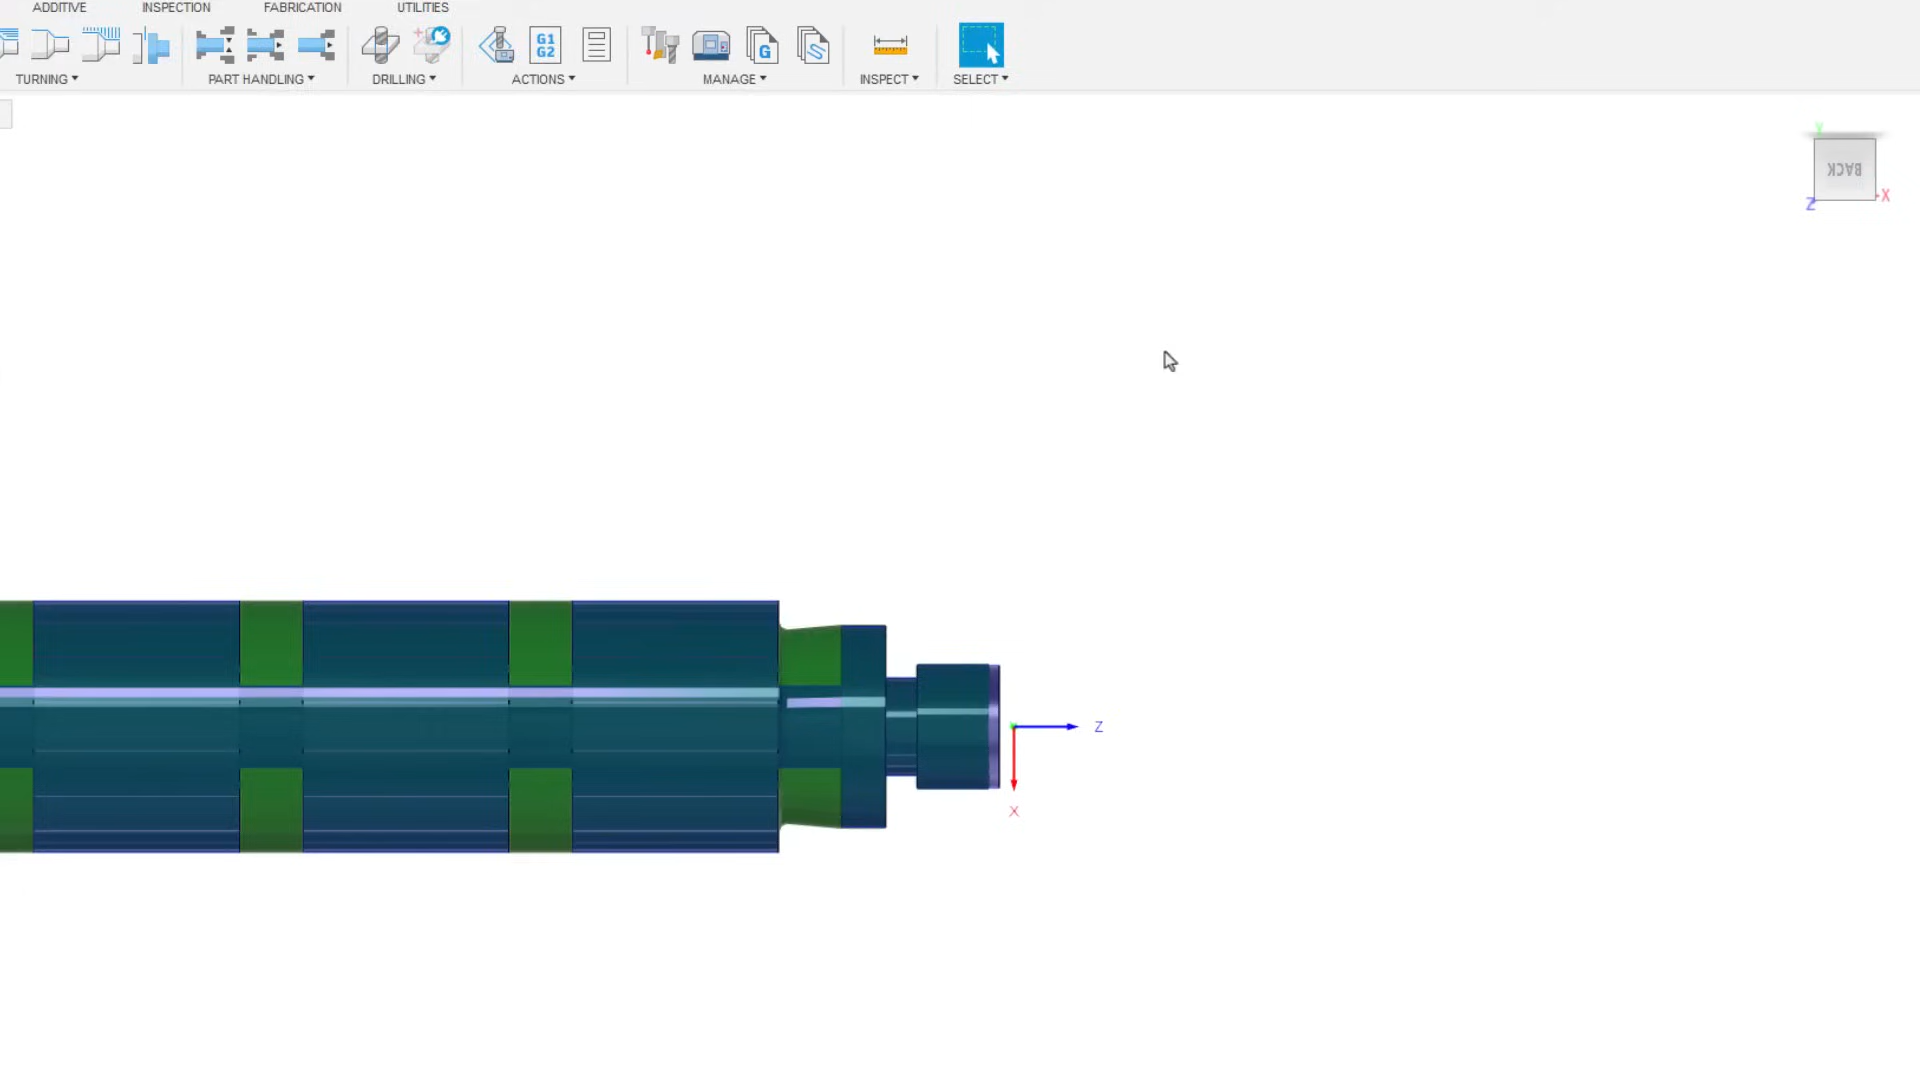 ADDITIVE INSPECTION FABRICATION UTILITIES
G1 G2 G
TURNING PART HANDLING DRILLING ACTIONS MANAGE INSPECT SELECT
Y
BACK
X
Z
Z
X